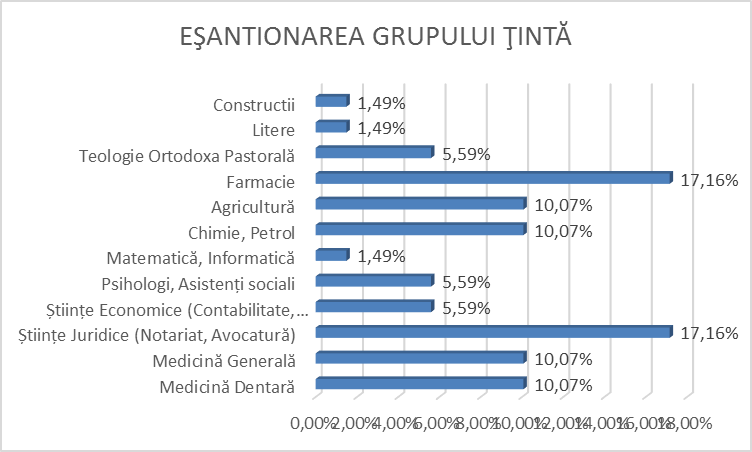 EŞANTIONAREA GRUPULUI ŢINTĂ
Constructii 1,49%
Litere 1,49%
Teologie Ortodoxa Pastorală 5,59%
Farmacie 17,16%
Agricultură 10,07%
Chimie, Petrol 10,07%
Matematică, Informatică 1,49%
Psihologi, Asistenți sociali 5,59%
Științe Economice (Contabilitate,... 5,59%
Științe Juridice (Notariat, Avocatură) 17,16%
Medicină Generală 10,07%
Medicină Dentară 10,07%
0,00% 2,00% 4,00% 6,00% 8,00% 10,00% 12,00% 14,00% 16,00% 18,00%